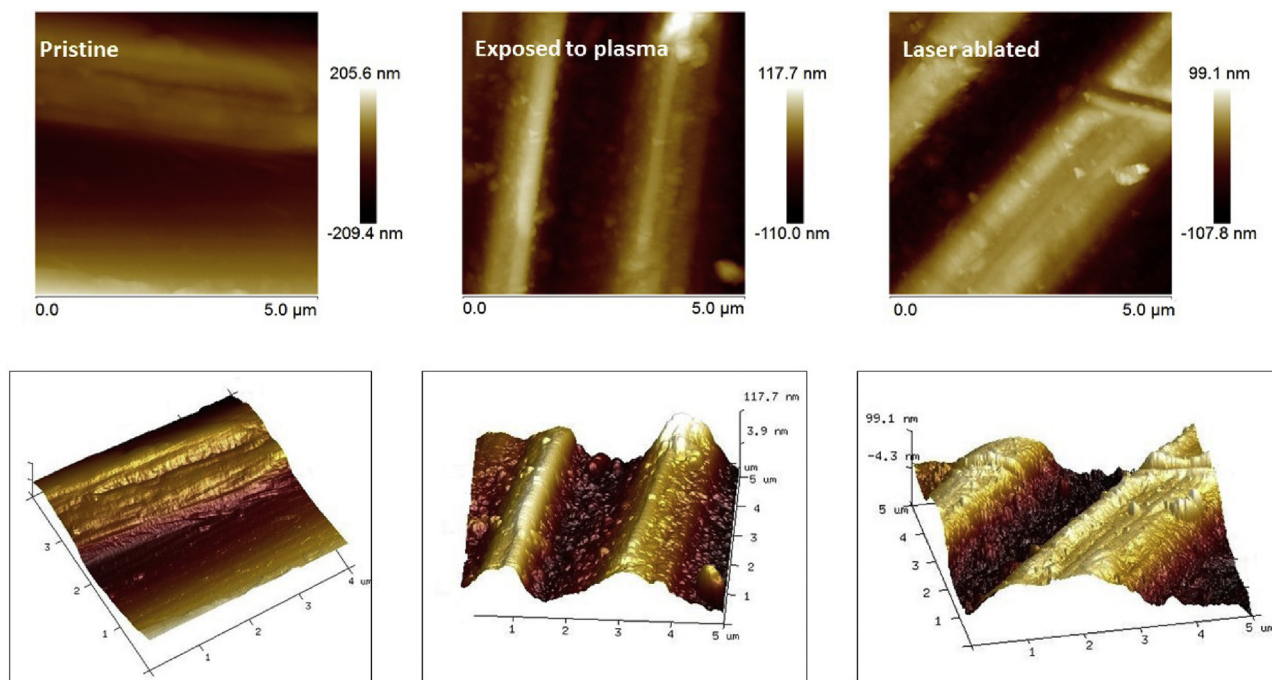 Pristine
205.6 nm
-209.4 nm
0.0 5.0 µm
Exposed to plasma
117.7 nm
-110.0 nm
0.0 5.0 µm
Laser ablated
99.1 nm
-107.8 nm
0.0 5.0 µm
3
2
1
1
2
3
4
um
117.7 nm
3.9 nm
um
5 um
4
3
2
1
1 2 3 4 5 um
99.1 nm
-4.3 nm
5 um
4
3
2
1
1 2 3 4 5 um